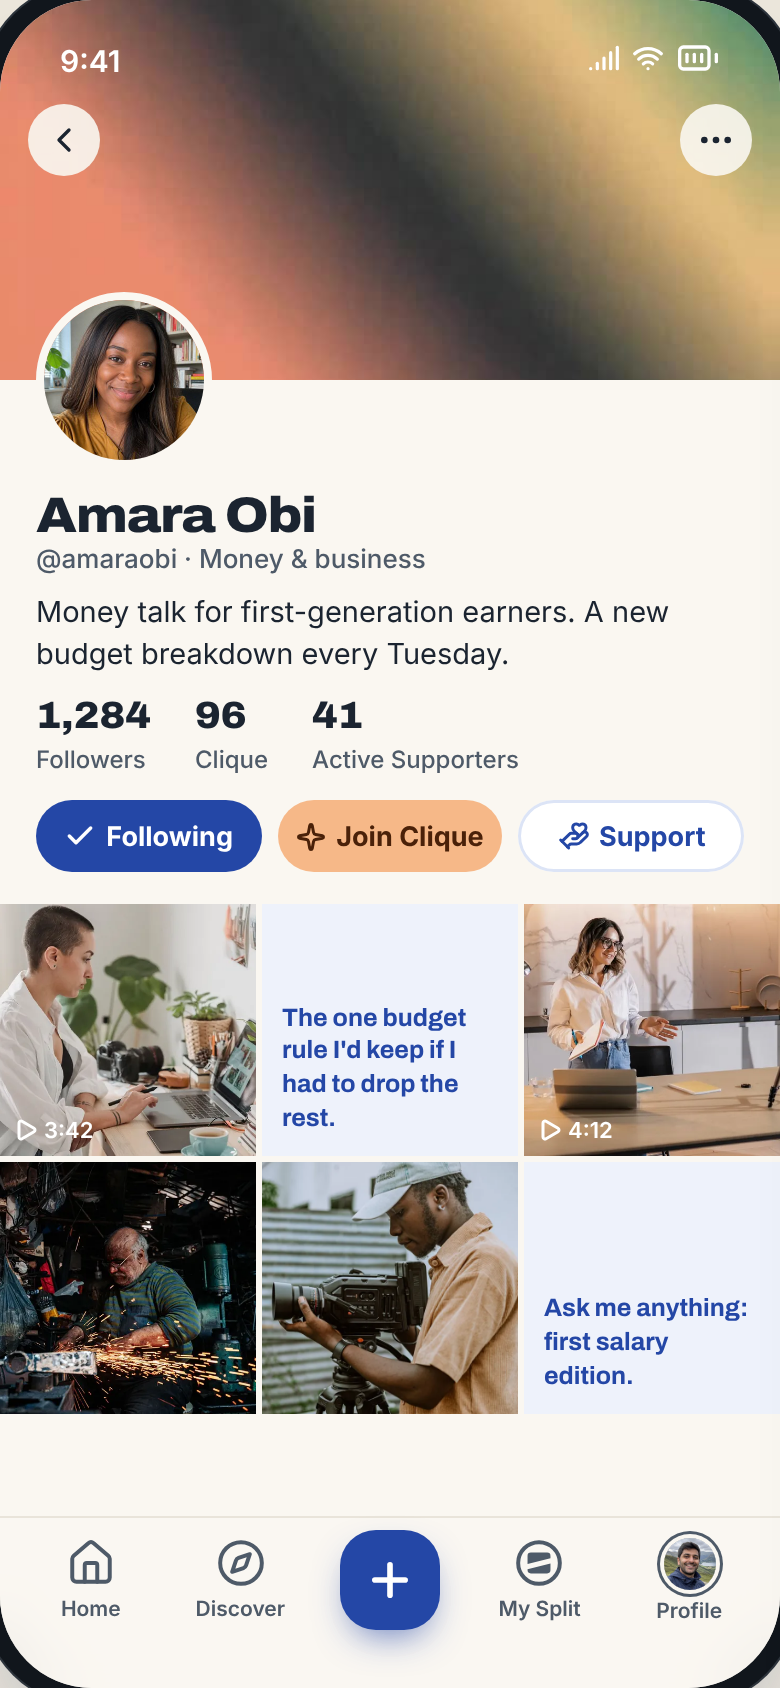 9:41
Amara Obi
@amaraobi · Money & business
Money talk for first-generation earners. A new
budget breakdown every Tuesday.
1,284 96 41
Followers Clique Active Supporters
Following Join Clique Support
The one budget
rule I'd keep if I
had to drop the
rest.
3:42
4:12
Ask me anything:
first salary
edition.
Home Discover My Split Profile